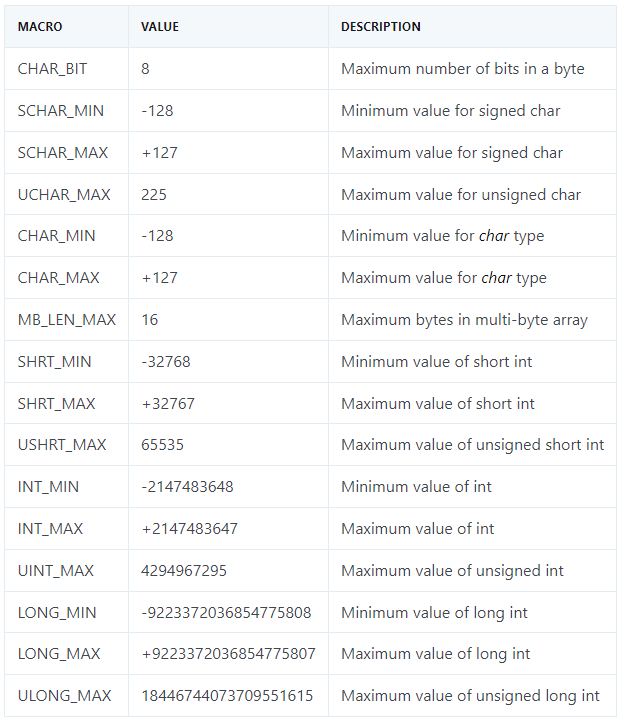 MACRO VALUE DESCRIPTION
CHAR_BIT 8 Maximum number of bits in a byte
SCHAR_MIN -128 Minimum value for signed char
SCHAR_MAX +127 Maximum value for signed char
UCHAR_MAX 225 Maximum value for unsigned char
CHAR_MIN -128 Minimum value for char type
CHAR_MAX +127 Maximum value for char type
MB_LEN_MAX 16 Maximum bytes in multi-byte array
SHRT_MIN -32768 Minimum value of short int
SHRT_MAX +32767 Maximum value of short int
USHRT_MAX 65535 Maximum value of unsigned short int
INT_MIN -2147483648 Minimum value of int
INT_MAX +2147483647 Maximum value of int
UINT_MAX 4294967295 Maximum value of unsigned int
LONG_MIN -9223372036854775808 Minimum value of long int
LONG_MAX +9223372036854775807 Maximum value of long int
ULONG_MAX 18446744073709551615 Maximum value of unsigned long int